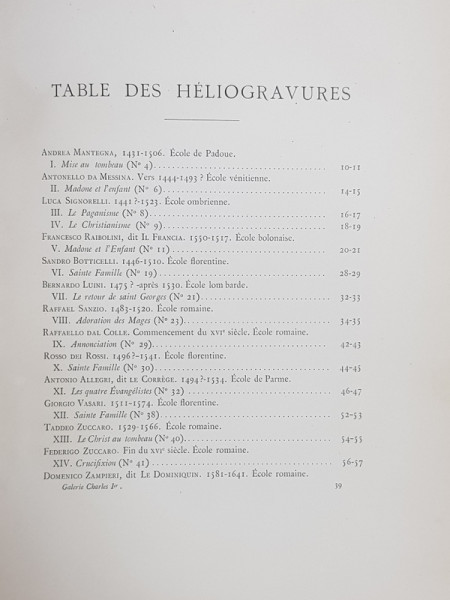 TABLE DES HÉLIOGRAVURES
ANDREA MANTEGNA, 1431-1506. École de Padoue.
I. Mise au tombeau (N° 4)........................................ 10-11
ANTONELLO DA MESSINA. Vers 1444-1493 ? École vénitienne.
II. Madone et l'enfant (N° 6)........................................ 14-15
LUCA SIGNORELLI. 1441 ?-1523. École ombrienne.
III. Le Paganisme (N° 8)........................................ 16-17
IV. Le Christianisme (N° 9)........................................ 18-19
FRANCESCO RAIBOLINI, dit IL FRANCIA. 1550-1517. École bolonaise.
V. Madone et l'Enfant (N° 11)........................................ 20-21
SANDRO BOTTICELLI. 1446-1510. École florentine.
VI. Sainte Famille (N° 19)........................................ 28-29
BERNARDO LUINI. 1475 ? -après 1530. École lombarde.
VII. Le retour de saint Georges (N° 21)........................................ 32-33
RAFFAEL SANZIO. 1483-1520. École romaine.
VIII. Adoration des Mages (N° 23)........................................ 34-35
RAFFAELLO DAL COLLE. Commencement du XVIe siècle. École romaine.
IX. Annonciation (N° 29)........................................ 42-43
ROSSO DEI ROSSI. 1496?-1541. École florentine.
X. Sainte Famille (N° 30)........................................ 44-45
ANTONIO ALLEGRI, dit LE CORRÈGE. 1494?-1534. École de Parme.
XI. Les quatre Évangélistes (N° 32)........................................ 46-47
GIORGIO VASARI. 1511-1574. École florentine.
XII. Sainte Famille (N° 38)........................................ 52-53
TADDEO ZUCCARO. 1529-1566. École romaine.
XIII. Le Christ au tombeau (N° 40)........................................ 54-55
FEDERIGO ZUCCARO. Fin du XVIe siècle. École romaine.
XIV. Crucifixion (N° 41)........................................ 56-57
DOMENICO ZAMPIERI, dit LE DOMINIQUIN. 1581-1641. École romaine.
Galerie Charles Ier. 39